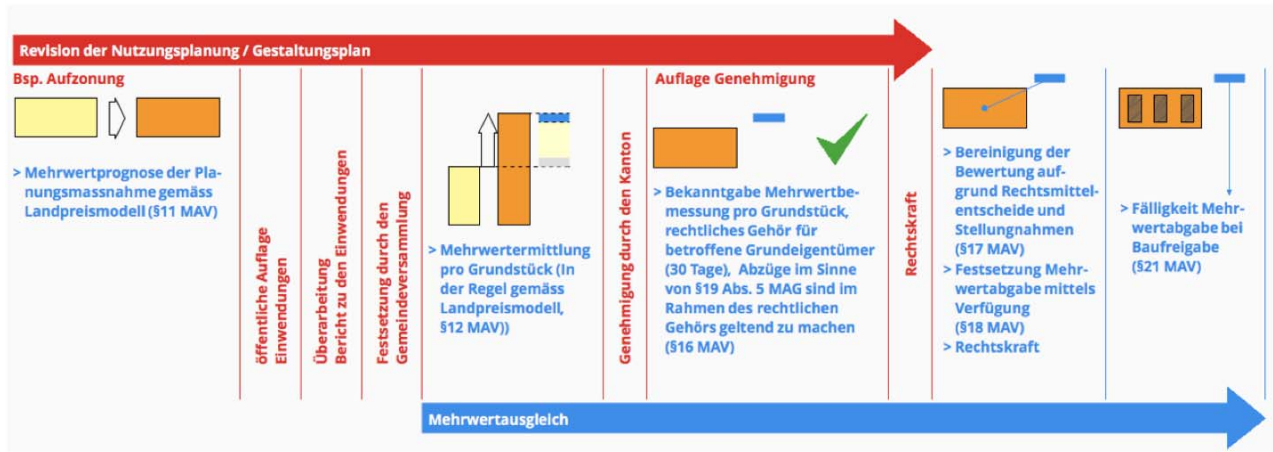 Revision der Nutzungsplanung / Gestaltungsplan
Bsp. Aufzonung
> Mehrwertprognose der Pla-
nungsmassnahme gemäss
Landpreismodell (§11 MAV)
öffentliche Auflage
Einwendungen
Überarbeitung
Bericht zu den Einwendungen
Festsetzung durch den
Gemeindeversammlung
> Mehrwertermittlung
pro Grundstück (In
der Regel gemäss
Landpreismodell,
§12 MAV))
Genehmigung durch den Kanton
Auflage Genehmigung
> Bekanntgabe Mehrwertbe-
messung pro Grundstück,
rechtliches Gehör für
betroffene Grundeigentümer
(30 Tage), Abzüge im Sinne
von §19 Abs. 5 MAG sind im
Rahmen des rechtlichen
Gehörs geltend zu machen
(§16 MAV)
Rechtskraft
> Bereinigung der
Bewertung auf-
grund Rechtsmittel-
entscheide und
Stellungnahmen
(§17 MAV)
> Festsetzung Mehr-
wertabgabe mittels
Verfügung
(§18 MAV)
> Rechtskraft
> Fälligkeit Mehr-
wertabgabe bei
Baufreigabe
(§21 MAV)
Mehrwertausgleich